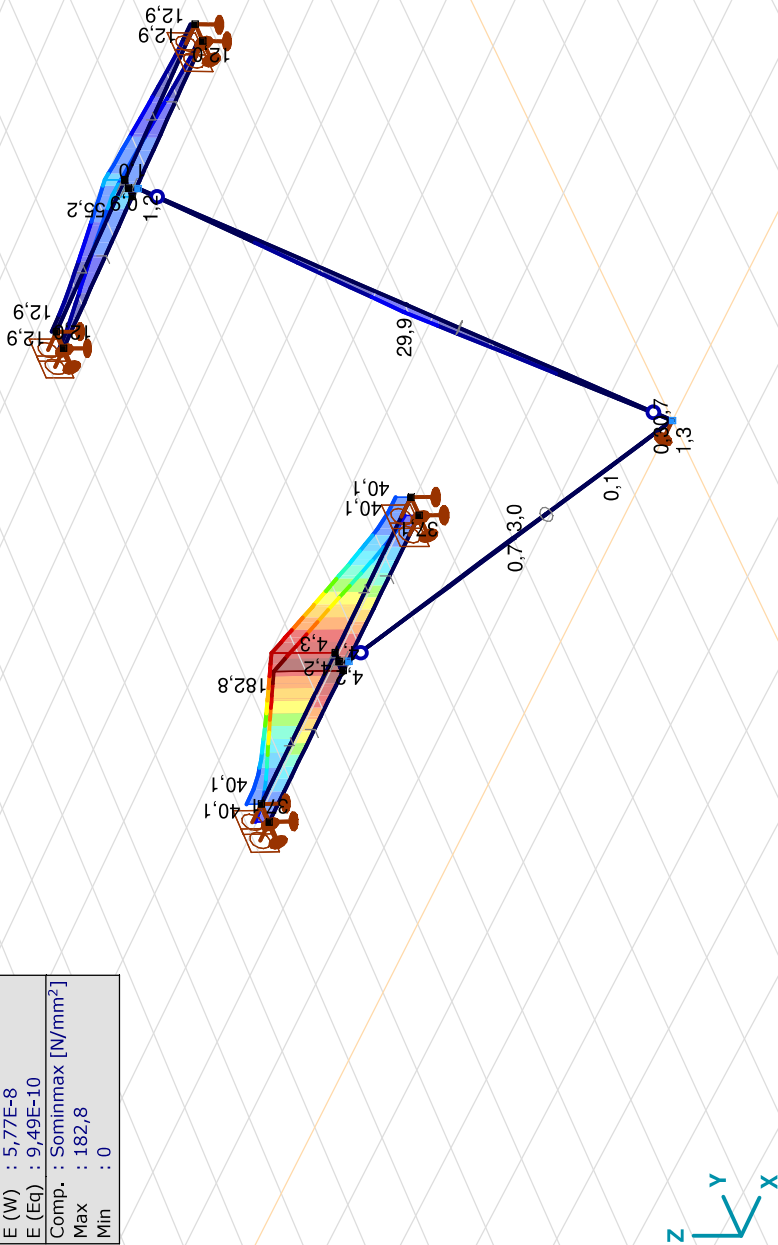 E (W) : 5,77E-8
E (Eq) : 9,49E-10
Comp. : Sominmax [N/mm²]
Max : 182,8
Min : 0
12,9
12,9
55,2
12,9
12,9
29,9
1,3
0,1
3,0
0,7
40,1
40,1
4,3
4,2
4,2
182,8
40,1
40,1
Z
Y
X